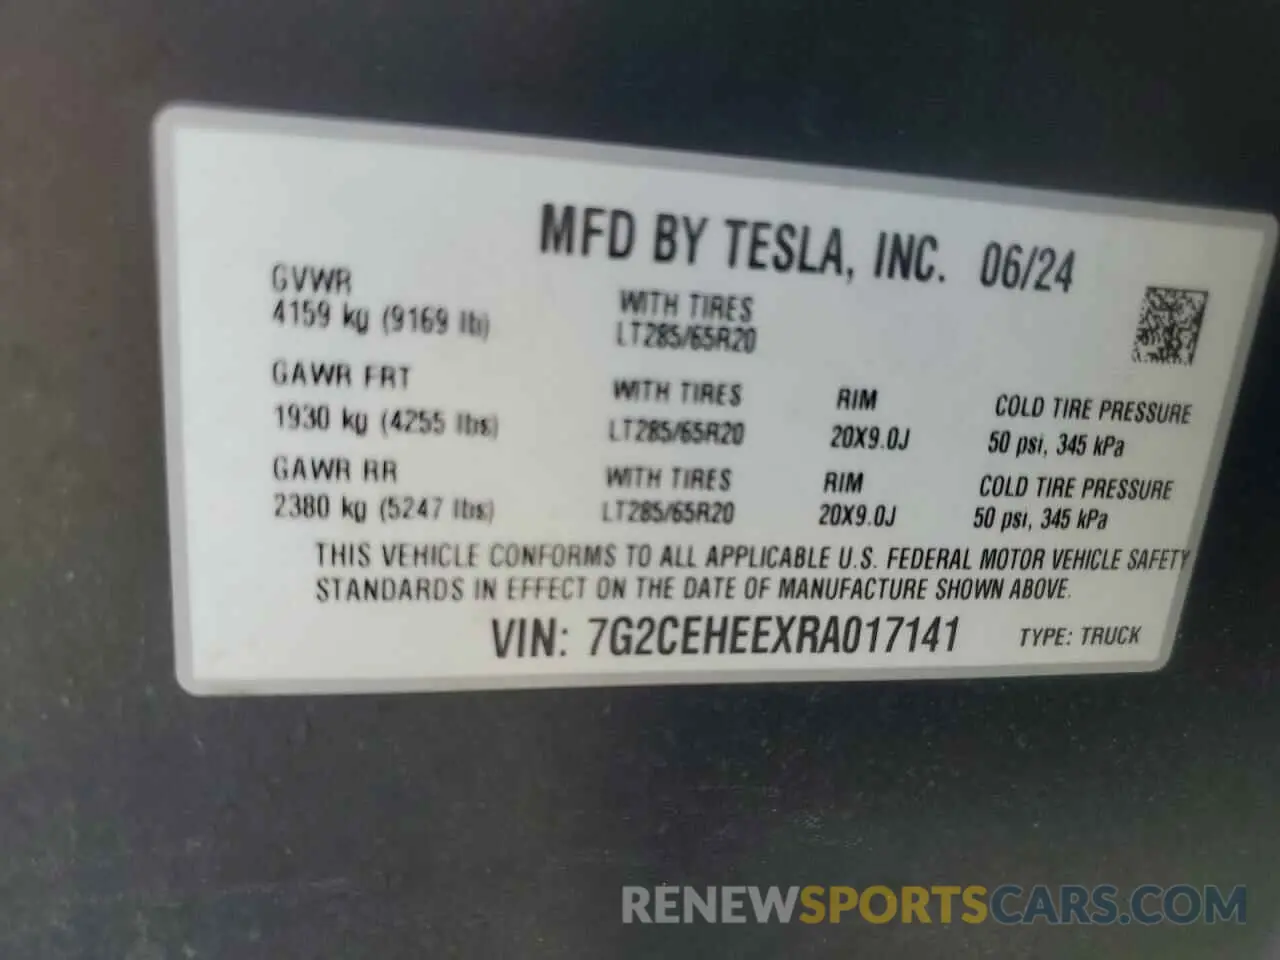 MFD BY TESLA, INC. 06/24
GVWR
4159 kg (9169 lb)
WITH TIRES
LT285/65R20
GAWR FRT
1930 kg (4255 lbs)
WITH TIRES
LT285/65R20
RIM
20X9.0J
COLD TIRE PRESSURE
50 psi, 345 kPa
GAWR RR
2380 kg (5247 lbs)
WITH TIRES
LT285/65R20
RIM
20X9.0J
COLD TIRE PRESSURE
50 psi, 345 kPa
THIS VEHICLE CONFORMS TO ALL APPLICABLE U.S. FEDERAL MOTOR VEHICLE SAFETY
STANDARDS IN EFFECT ON THE DATE OF MANUFACTURE SHOWN ABOVE.
VIN: 7G2CEHEEXRA017141 TYPE: TRUCK
RENEWSPORTSCARS.COM